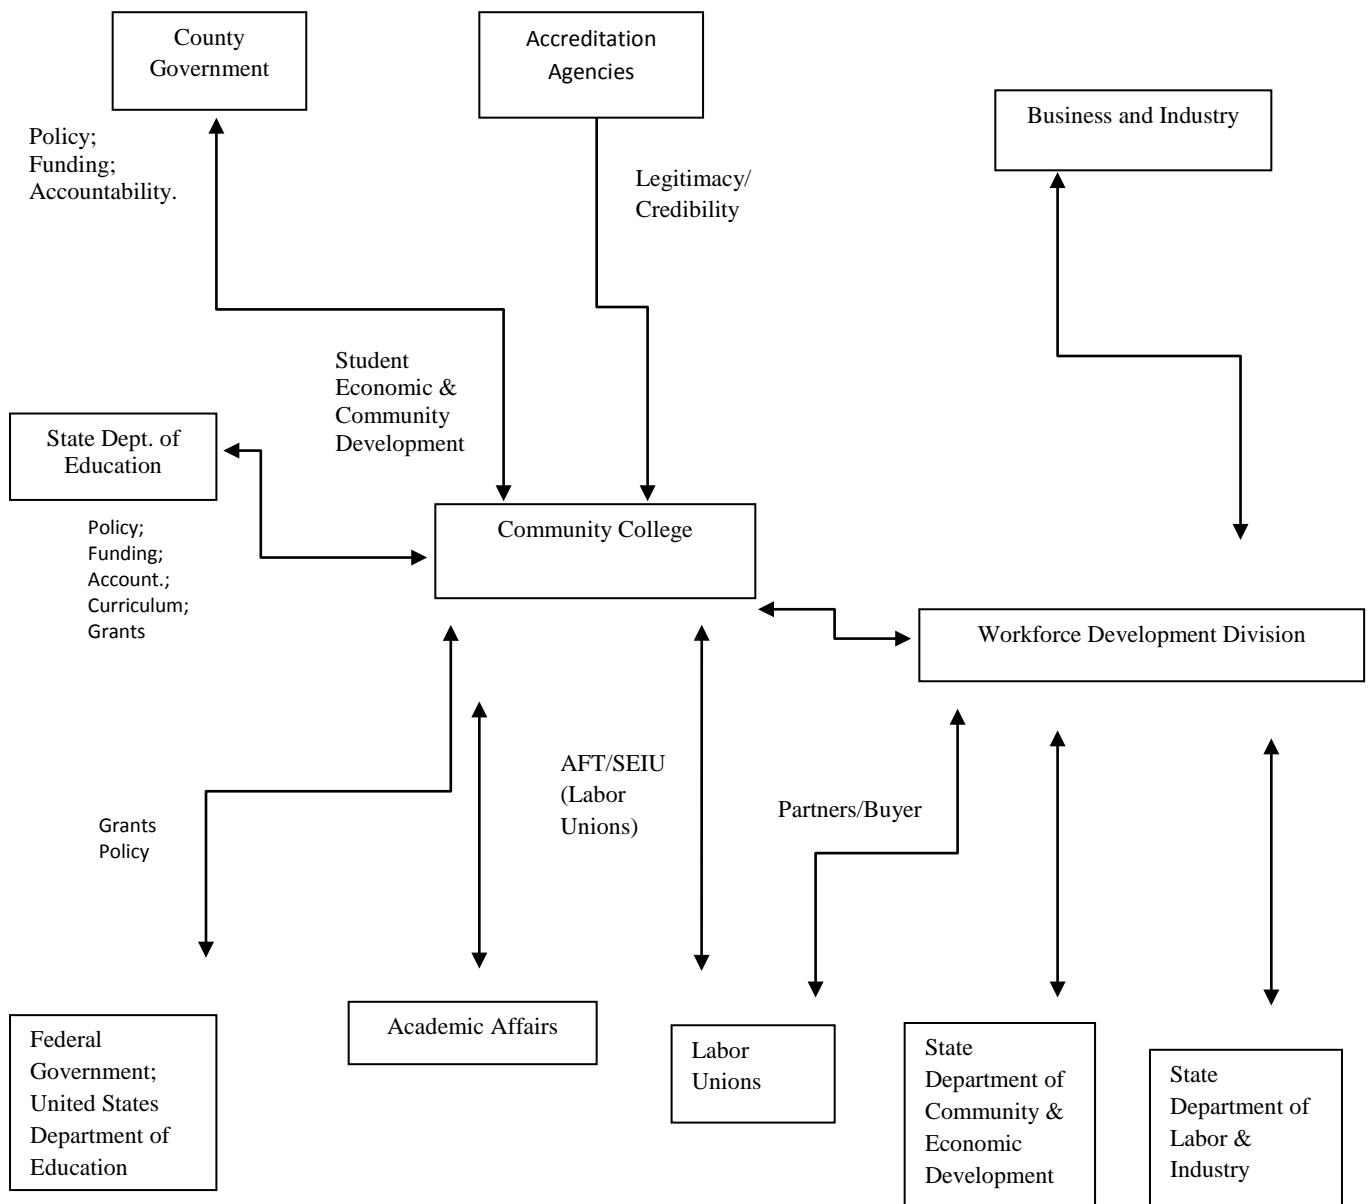 County
Government
Accreditation
Agencies
Business and Industry
Policy;
Funding;
Accountability.
Legitimacy/
Credibility
Student
Economic &
Community
Development
State Dept. of
Education
Policy;
Funding;
Account.;
Curriculum;
Grants
Community College
Workforce Development Division
Grants
Policy
AFT/SEIU
(Labor
Unions)
Partners/Buyer
Federal
Government;
United States
Department of
Education
Academic Affairs
Labor
Unions
State
Department of
Community &
Economic
Development
State
Department of
Labor &
Industry